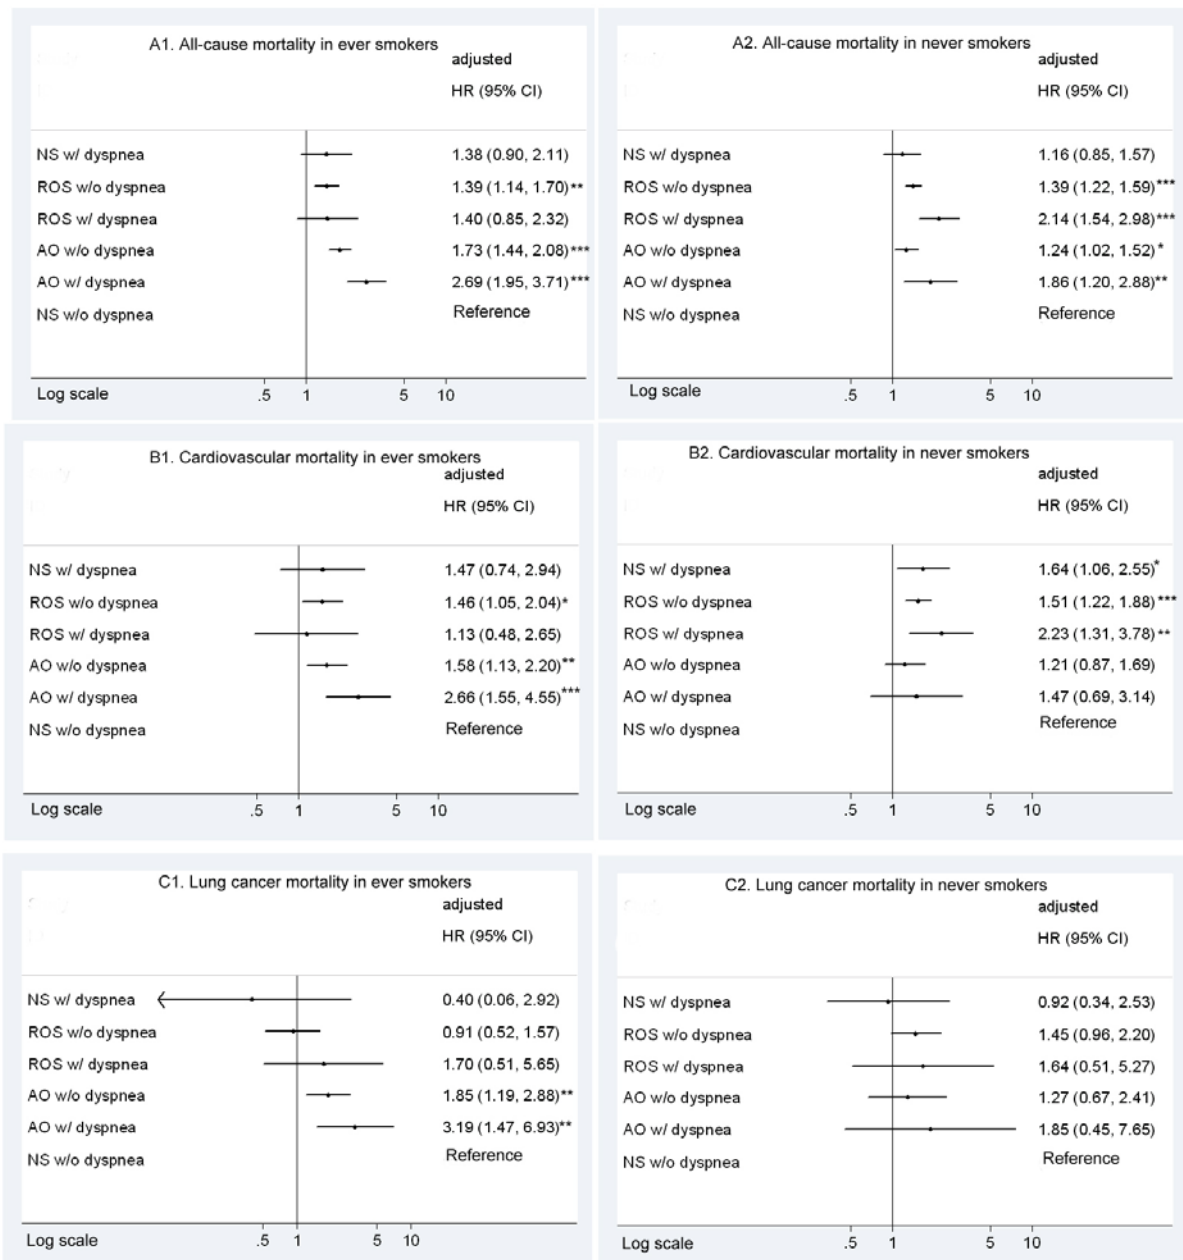 A1. All-cause mortality in ever smokers
adjusted
HR (95% CI)
NS w/ dyspnea 1.38 (0.90, 2.11)
ROS w/o dyspnea 1.39 (1.14, 1.70)**
ROS w/ dyspnea 1.40 (0.85, 2.32)
AO w/o dyspnea 1.73 (1.44, 2.08)***
AO w/ dyspnea 2.69 (1.95, 3.71)***
NS w/o dyspnea Reference
Log scale .5 1 5 10
A2. All-cause mortality in never smokers
adjusted
HR (95% CI)
NS w/ dyspnea 1.16 (0.85, 1.57)
ROS w/o dyspnea 1.39 (1.22, 1.59)***
ROS w/ dyspnea 2.14 (1.54, 2.98)***
AO w/o dyspnea 1.24 (1.02, 1.52)*
AO w/ dyspnea 1.86 (1.20, 2.88)**
NS w/o dyspnea Reference
Log scale .5 1 5 10
B1. Cardiovascular mortality in ever smokers
adjusted
HR (95% CI)
NS w/ dyspnea 1.47 (0.74, 2.94)
ROS w/o dyspnea 1.46 (1.05, 2.04)*
ROS w/ dyspnea 1.13 (0.48, 2.65)
AO w/o dyspnea 1.58 (1.13, 2.20)**
AO w/ dyspnea 2.66 (1.55, 4.55)***
NS w/o dyspnea Reference
Log scale .5 1 5 10
B2. Cardiovascular mortality in never smokers
adjusted
HR (95% CI)
NS w/ dyspnea 1.64 (1.06, 2.55)*
ROS w/o dyspnea 1.51 (1.22, 1.88)***
ROS w/ dyspnea 2.23 (1.31, 3.78)**
AO w/o dyspnea 1.21 (0.87, 1.69)
AO w/ dyspnea 1.47 (0.69, 3.14)
NS w/o dyspnea Reference
Log scale .5 1 5 10
C1. Lung cancer mortality in ever smokers
adjusted
HR (95% CI)
NS w/ dyspnea 0.40 (0.06, 2.92)
ROS w/o dyspnea 0.91 (0.52, 1.57)
ROS w/ dyspnea 1.70 (0.51, 5.65)
AO w/o dyspnea 1.85 (1.19, 2.88)**
AO w/ dyspnea 3.19 (1.47, 6.93)**
NS w/o dyspnea Reference
Log scale .5 1 5 10
C2. Lung cancer mortality in never smokers
adjusted
HR (95% CI)
NS w/ dyspnea 0.92 (0.34, 2.53)
ROS w/o dyspnea 1.45 (0.96, 2.20)
ROS w/ dyspnea 1.64 (0.51, 5.27)
AO w/o dyspnea 1.27 (0.67, 2.41)
AO w/ dyspnea 1.85 (0.45, 7.65)
NS w/o dyspnea Reference
Log scale .5 1 5 10